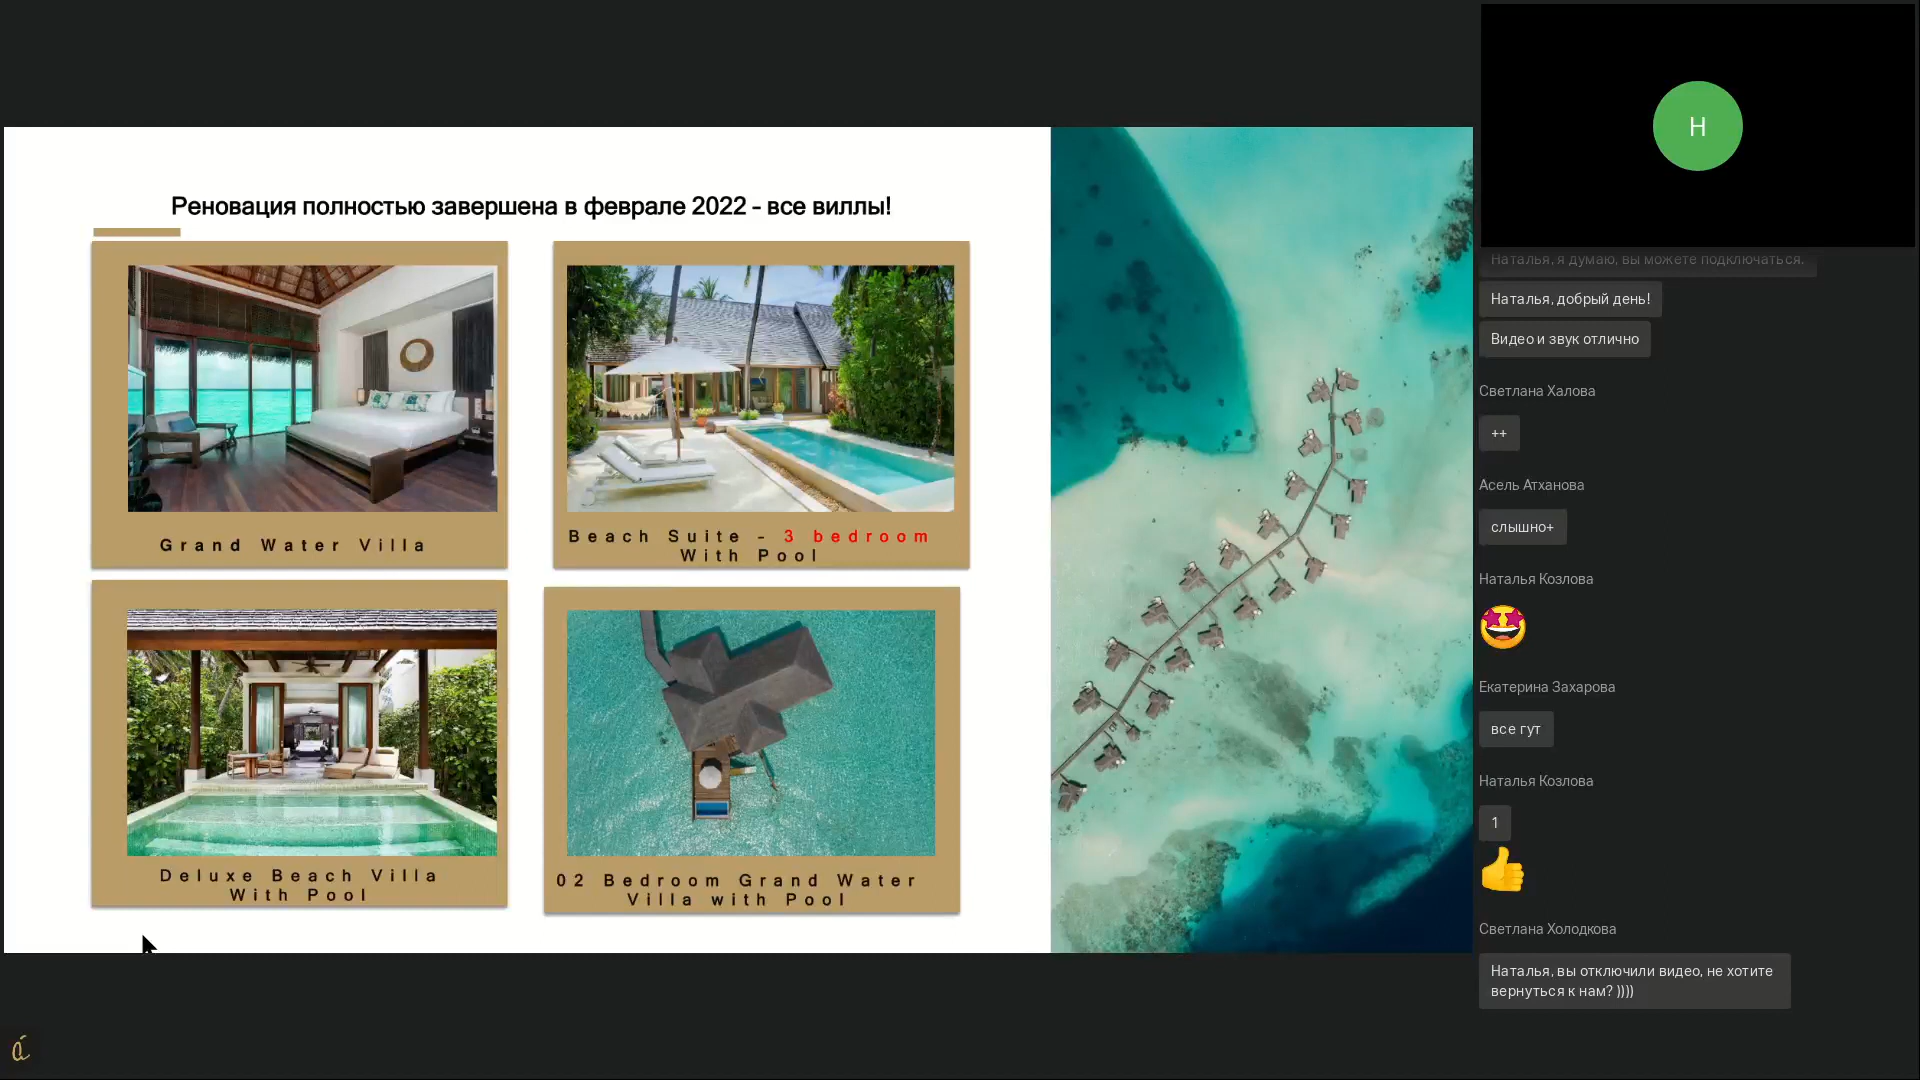 Реновация полностью завершена в феврале 2022 - все виллы!
Grand Water Villa
Beach Suite - 3 bedroom
With Pool
Deluxe Beach Villa
With Pool
02 Bedroom Grand Water
Villa with Pool
á
Н
Наталья, я думаю, вы можете подключаться.
Наталья, добрый день!
Видео и звук отлично
Светлана Халова
++
Асель Атханова
слышно+
Наталья Козлова
Екатерина Захарова
все гут
Наталья Козлова
1
Светлана Холодкова
Наталья, вы отключили видео, не хотите
вернуться к нам? ))))